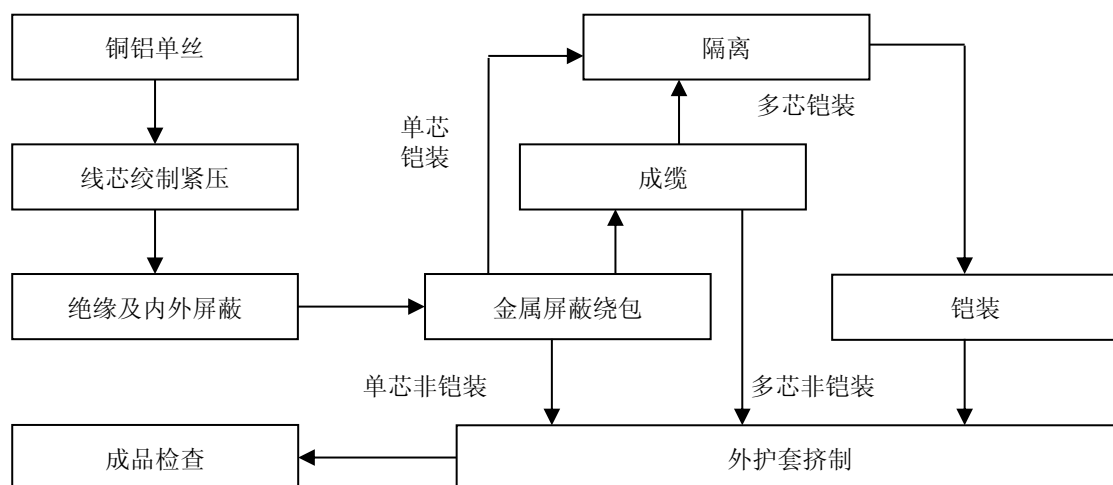 铜铝单丝
隔离
单芯
铠装
多芯铠装
线芯绞制紧压
成缆
绝缘及内外屏蔽
金属屏蔽绕包
铠装
单芯非铠装
多芯非铠装
成品检查
外护套挤制